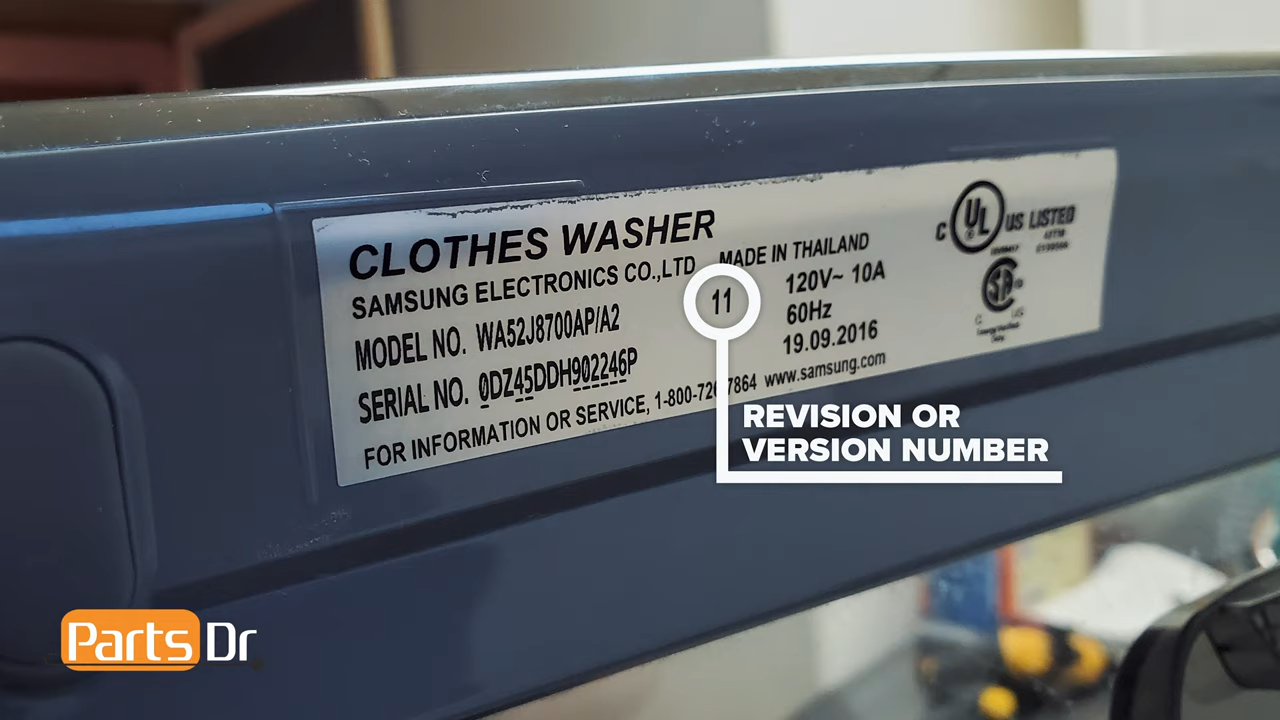 CLOTHES WASHER
SAMSUNG ELECTRONICS CO.,LTD MADE IN THAILAND
MODEL NO. WA52J8700AP/A2 11 120V~ 10A
60Hz
SERIAL NO. 0DZ45DDH902246P 19.09.2016
FOR INFORMATION OR SERVICE, 1-800-726-7864 www.samsung.com
C UL US LISTED
REVISION OR
VERSION NUMBER
Parts Dr